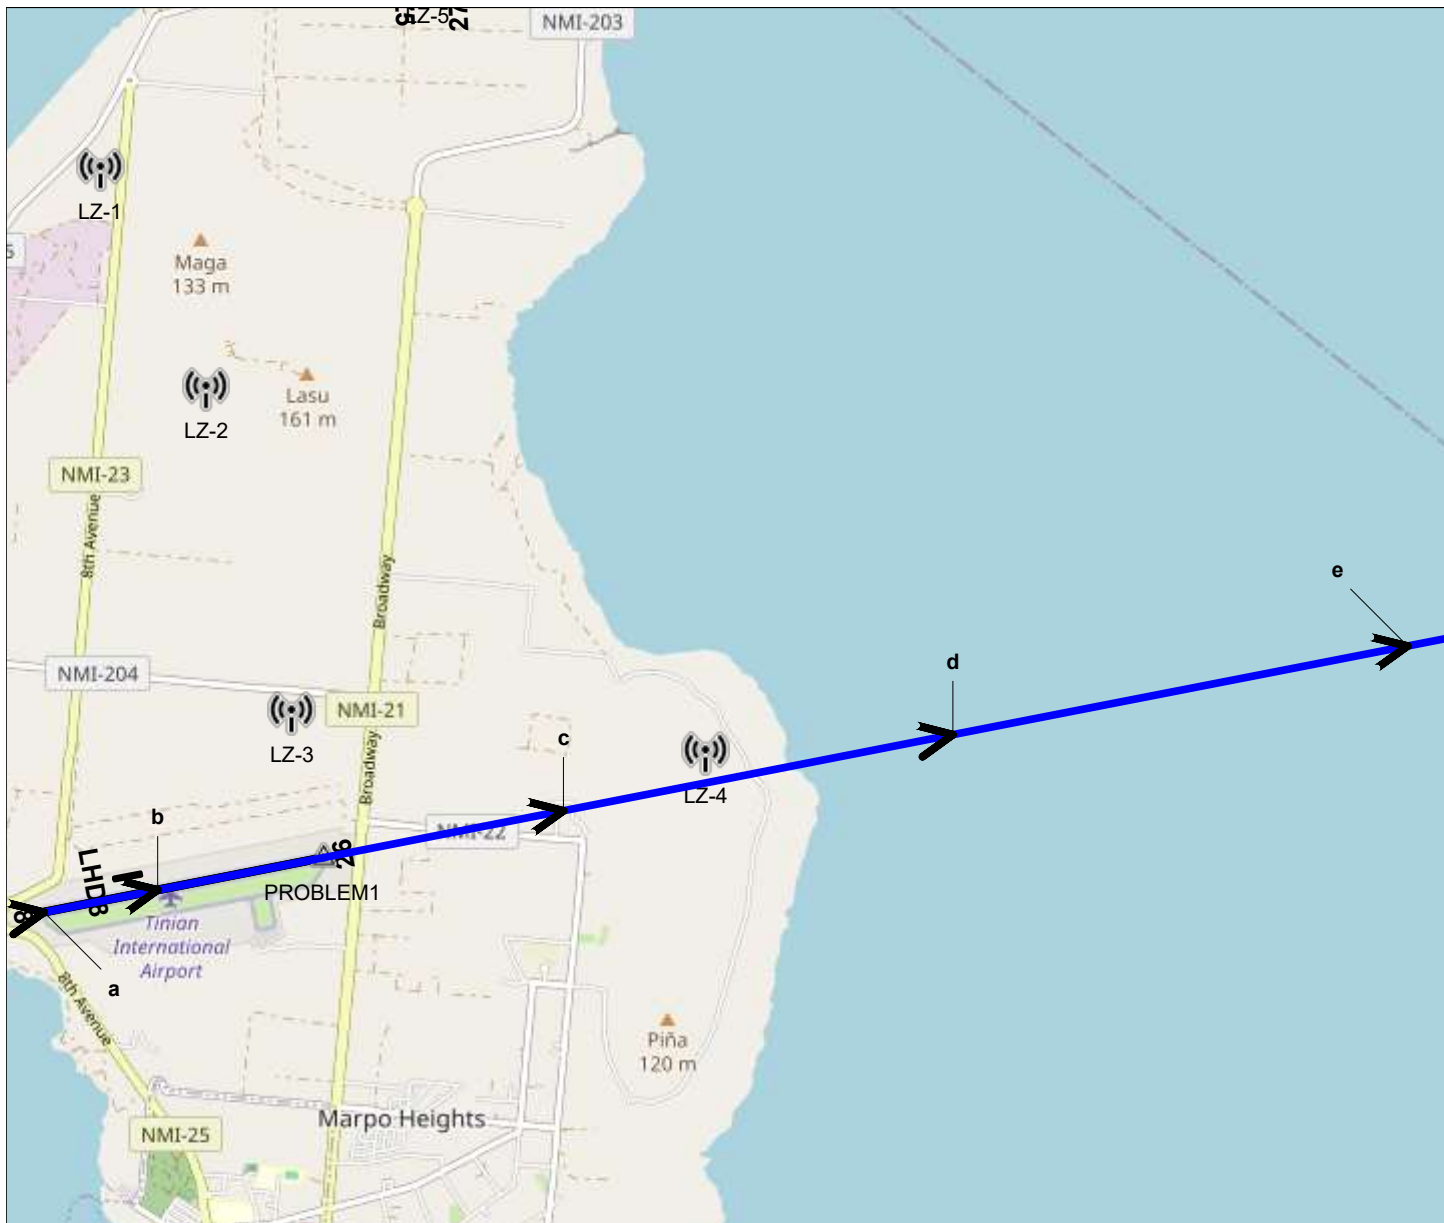 LZ-5
27
NMI-203
LZ-1
Maga
133 m
Lasu
161 m
LZ-2
NMI-23
8th Avenue
Broadway
e
d
NMI-204
NMI-21
LZ-3
c
LZ-4
Broadway
b
NMI-22
26
LHD8
PROBLEM1
8
Tinian
International
Airport
a
8th Avenue
Piña
120 m
Marpo Heights
NMI-25